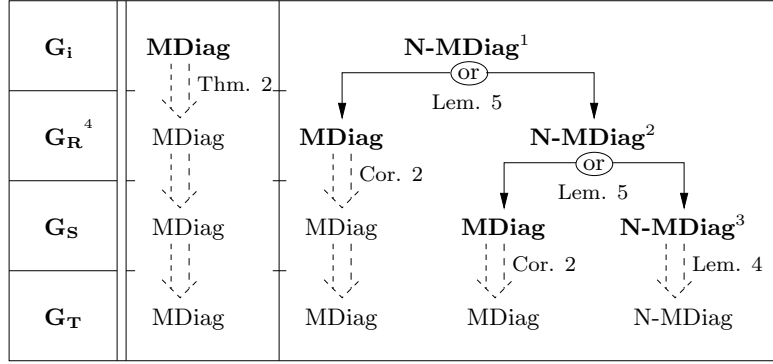 G_i MDiag N-MDiag^1
or
Thm. 2 Lem. 5
G_R^4 MDiag MDiag N-MDiag^2
or
Cor. 2 Lem. 5
G_S MDiag MDiag MDiag N-MDiag^3
Cor. 2 Lem. 4
G_T MDiag MDiag MDiag N-MDiag